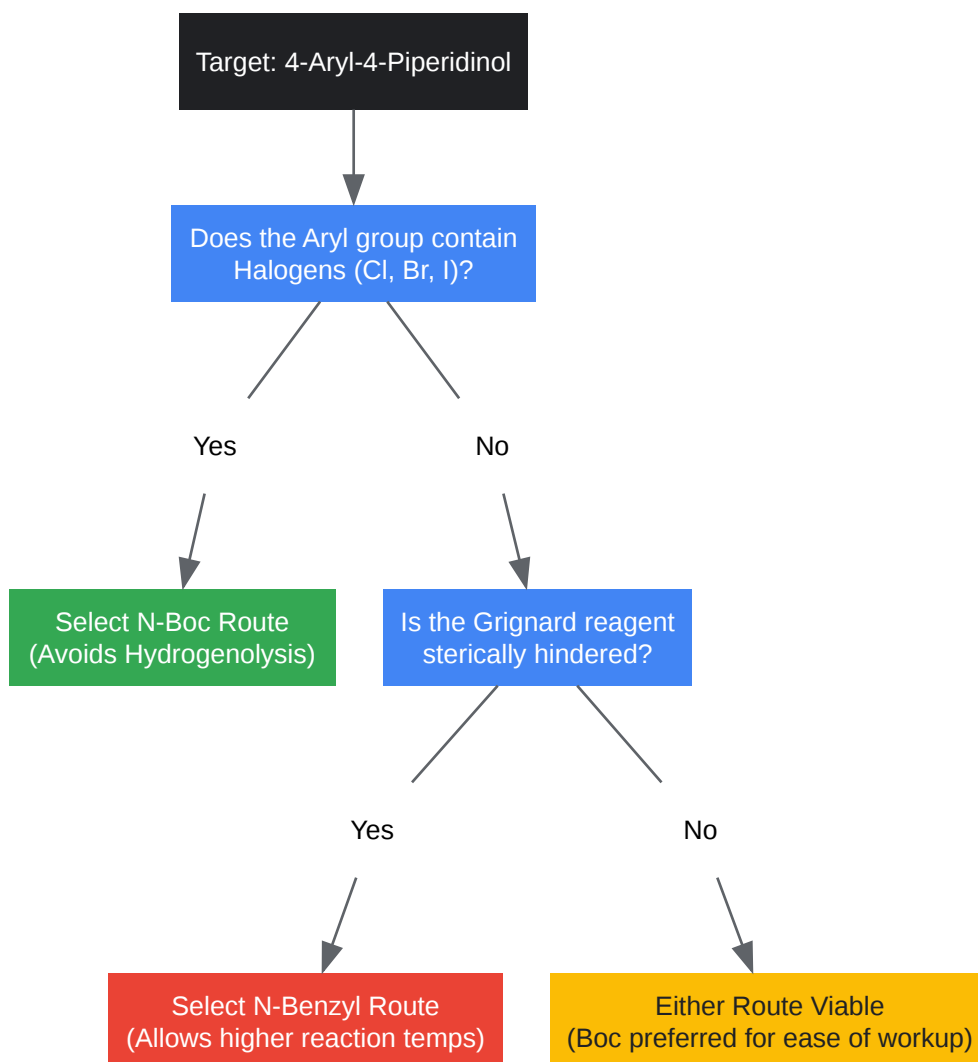 Target: 4-Aryl-4-Piperidinol
Does the Aryl group contain
Halogens (Cl, Br, I)?
Yes
No
Select N-Boc Route
(Avoids Hydrogenolysis)
Is the Grignard reagent
sterically hindered?
Yes
No
Select N-Benzyl Route
(Allows higher reaction temps)
Either Route Viable
(Boc preferred for ease of workup)